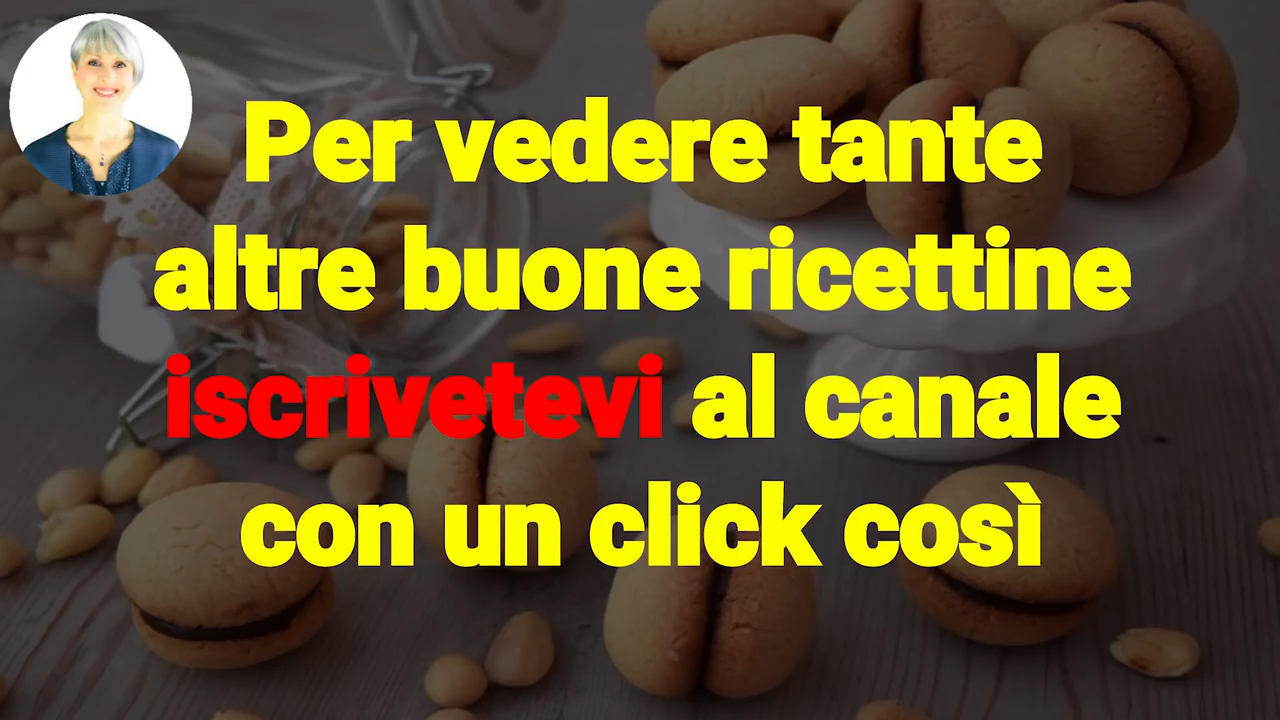 Per vedere tante
altre buone ricettine
iscrivetevi al canale
con un click così